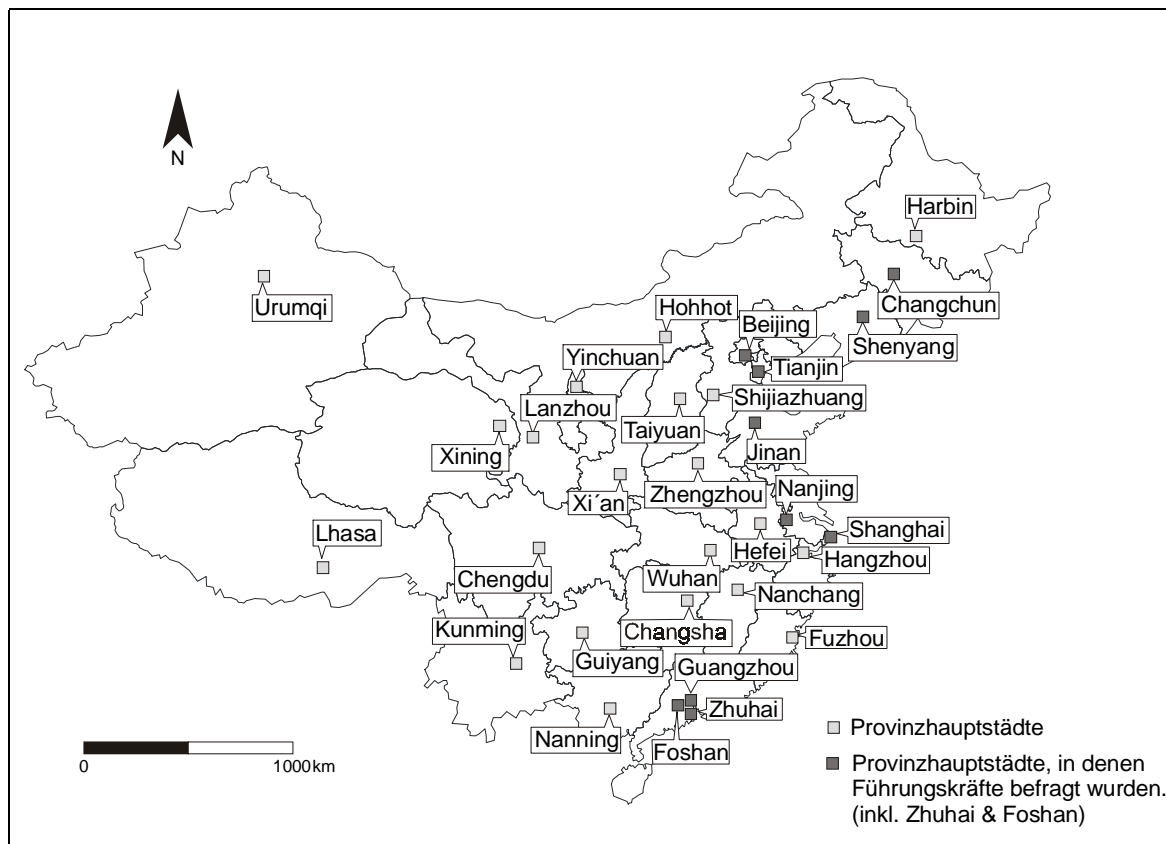 N
Harbin
Urumqi
Changchun
Hohhot
Beijing
Shenyang
Yinchuan
Tianjin
Shijiazhuang
Lanzhou
Taiyuan
Xining
Jinan
Zhengzhou
Nanjing
Xi´an
Shanghai
Lhasa
Hefei
Hangzhou
Chengdu
Wuhan
Nanchang
Kunming
Changsha
Fuzhou
Guiyang
Guangzhou
Zhuhai
Nanning
Foshan
0 1000km
Provinzhauptstädte
Provinzhauptstädte, in denen
Führungskräfte befragt wurden.
(inkl. Zhuhai & Foshan)